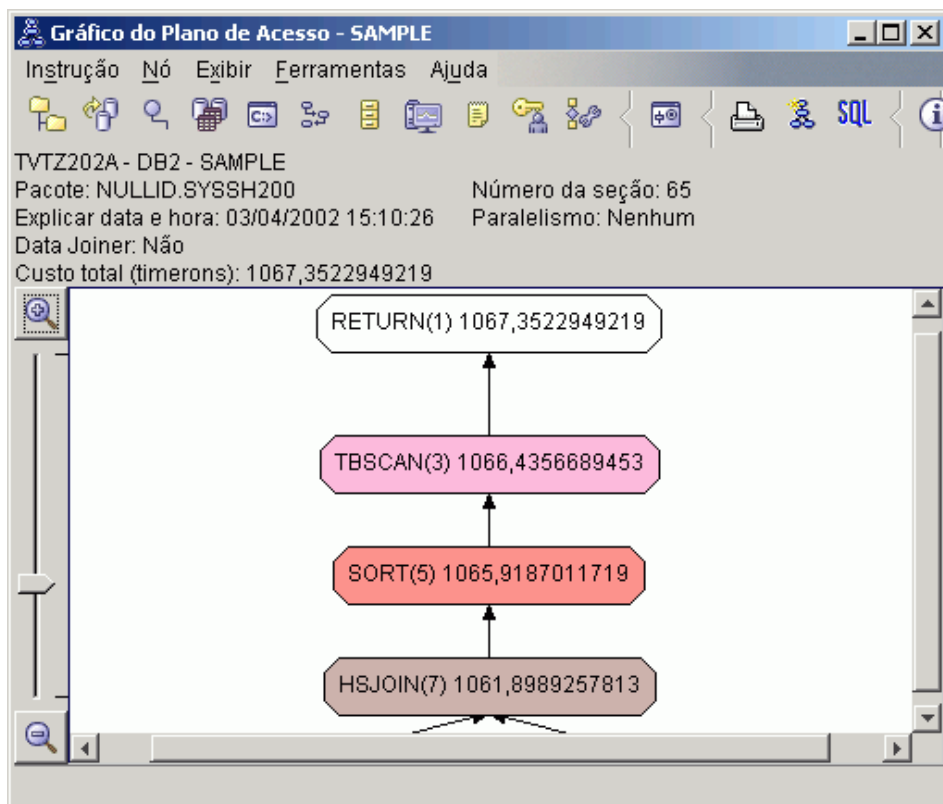 Gráfico do Plano de Acesso - SAMPLE
Instrução Nó Exibir Ferramentas Ajuda
SQL
TVTZ202A - DB2 - SAMPLE
Pacote: NULLID.SYSSH200 Número da seção: 65
Explicar data e hora: 03/04/2002 15:10:26 Paralelismo: Nenhum
Data Joiner: Não
Custo total (timerons): 1067,3522949219
RETURN(1) 1067,3522949219
TBSCAN(3) 1066,4356689453
SORT(5) 1065,9187011719
HSJOIN(7) 1061,8989257813